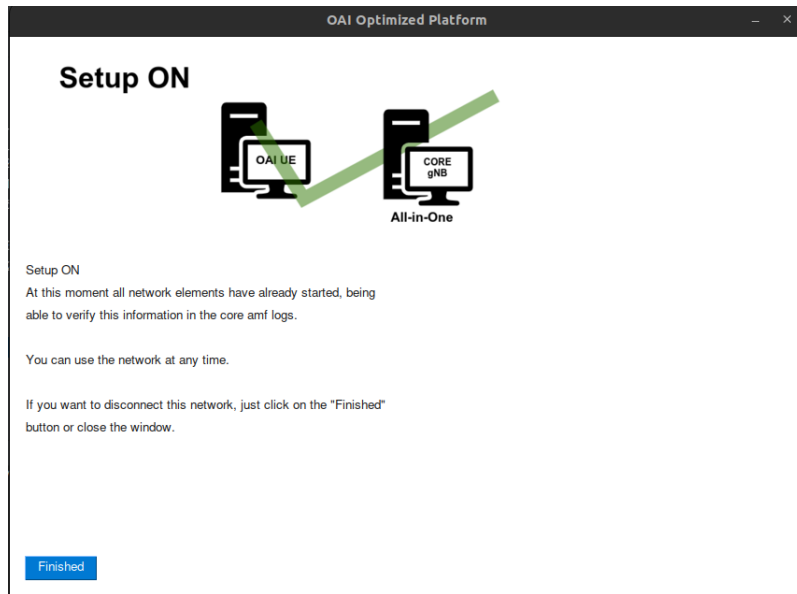 OAI Optimized Platform
Setup ON
OAI UE
CORE
gNB
All-in-One
Setup ON
At this moment all network elements have already started, being
able to verify this information in the core amf logs.
You can use the network at any time.
If you want to disconnect this network, just click on the "Finished"
button or close the window.
Finished